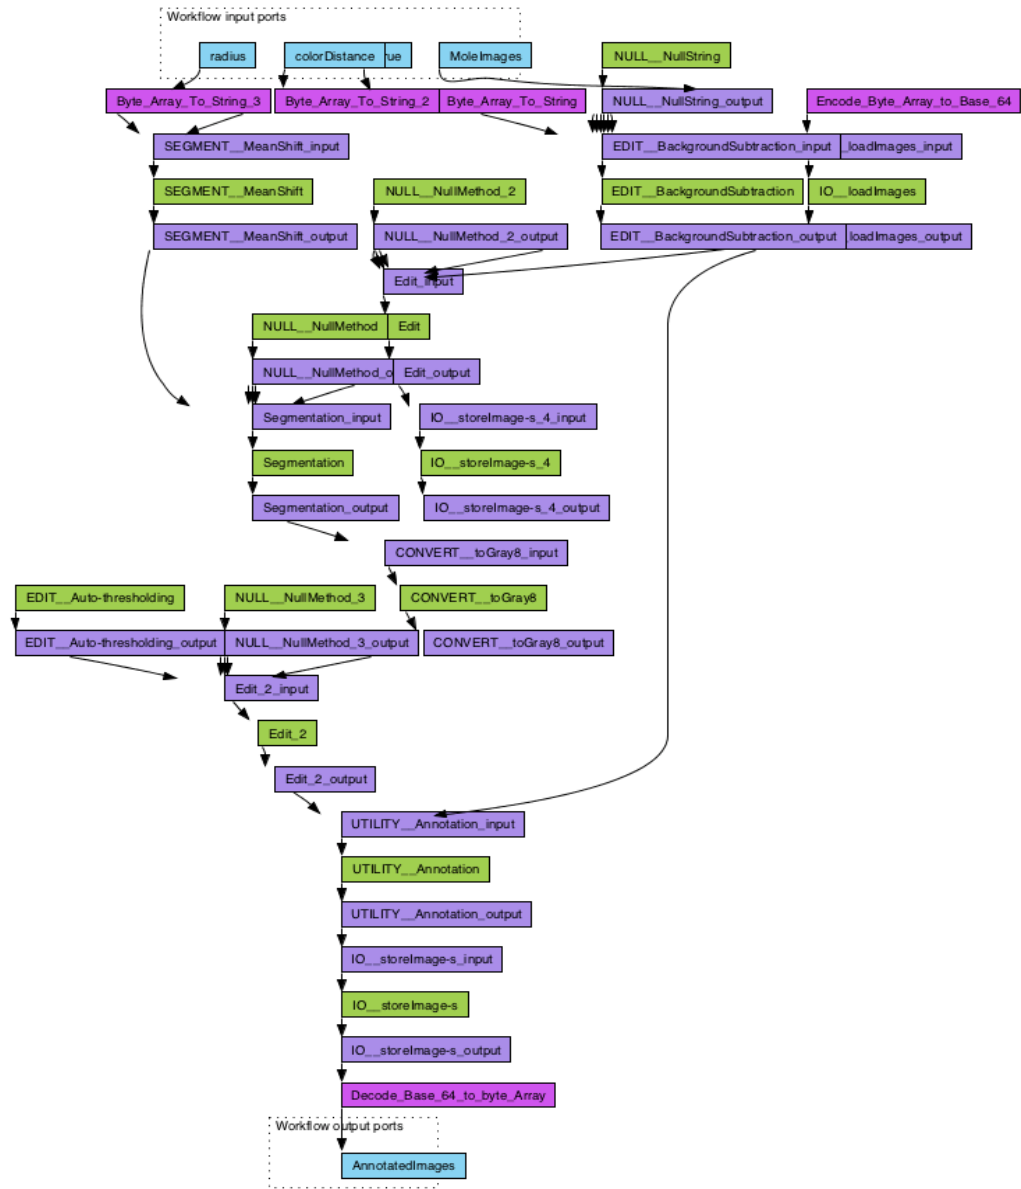 Workflow input ports
radius
colorDistance
MoleImages
NULL__NullString
Byte_Array_To_String_3
Byte_Array_To_String_2
Byte_Array_To_String
NULL__NullString_output
Encode_Byte_Array_to_Base_64
SEGMENT__MeanShift_input
EDIT__BackgroundSubtraction_input
_loadImages_input
SEGMENT__MeanShift
NULL__NullMethod_2
EDIT__BackgroundSubtraction
IO__loadImages
SEGMENT__MeanShift_output
NULL__NullMethod_2_output
EDIT__BackgroundSubtraction_output
loadImages_output
Edit_input
NULL__NullMethod
Edit
NULL__NullMethod_o
Edit_output
Segmentation_input
IO__storeImage-s_4_input
Segmentation
IO__storeImage-s_4
Segmentation_output
IO__storeImage-s_4_output
CONVERT__toGray8_input
EDIT__Auto-thresholding
NULL__NullMethod_3
CONVERT__toGray8
EDIT__Auto-thresholding_output
NULL__NullMethod_3_output
CONVERT__toGray8_output
Edit_2_input
Edit_2
Edit_2_output
UTILITY__Annotation_input
UTILITY__Annotation
UTILITY__Annotation_output
IO__storeImage-s_input
IO__storeImage-s
IO__storeImage-s_output
Decode_Base_64_to_byte_Array
Workflow output ports
AnnotatedImages